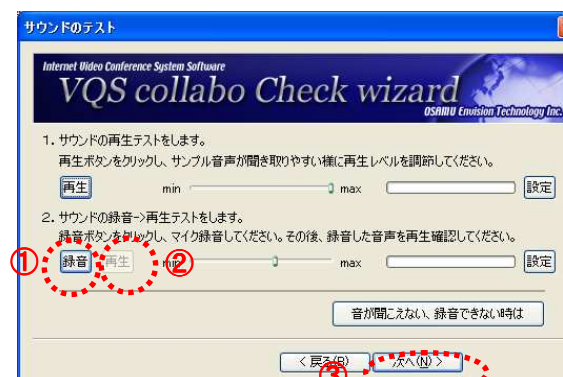 サウンドのテスト
Internet Video Conference System Software
VQS collabo Check wizard
OSAMU Envision Technology Inc.
1. サウンドの再生テストをします。
再生ボタンをクリックし、サンプル音声が聞き取りやすい様に再生レベルを調節してください。
再生 min max 設定
2. サウンドの録音->再生テストをします。
録音ボタンをクリックし、マイク録音してください。その後、録音した音声を再生確認してください。
① 録音 再生 ② min max 設定
音が聞こえない、録音できない時は
< 戻る(B) 次へ(N) >
③